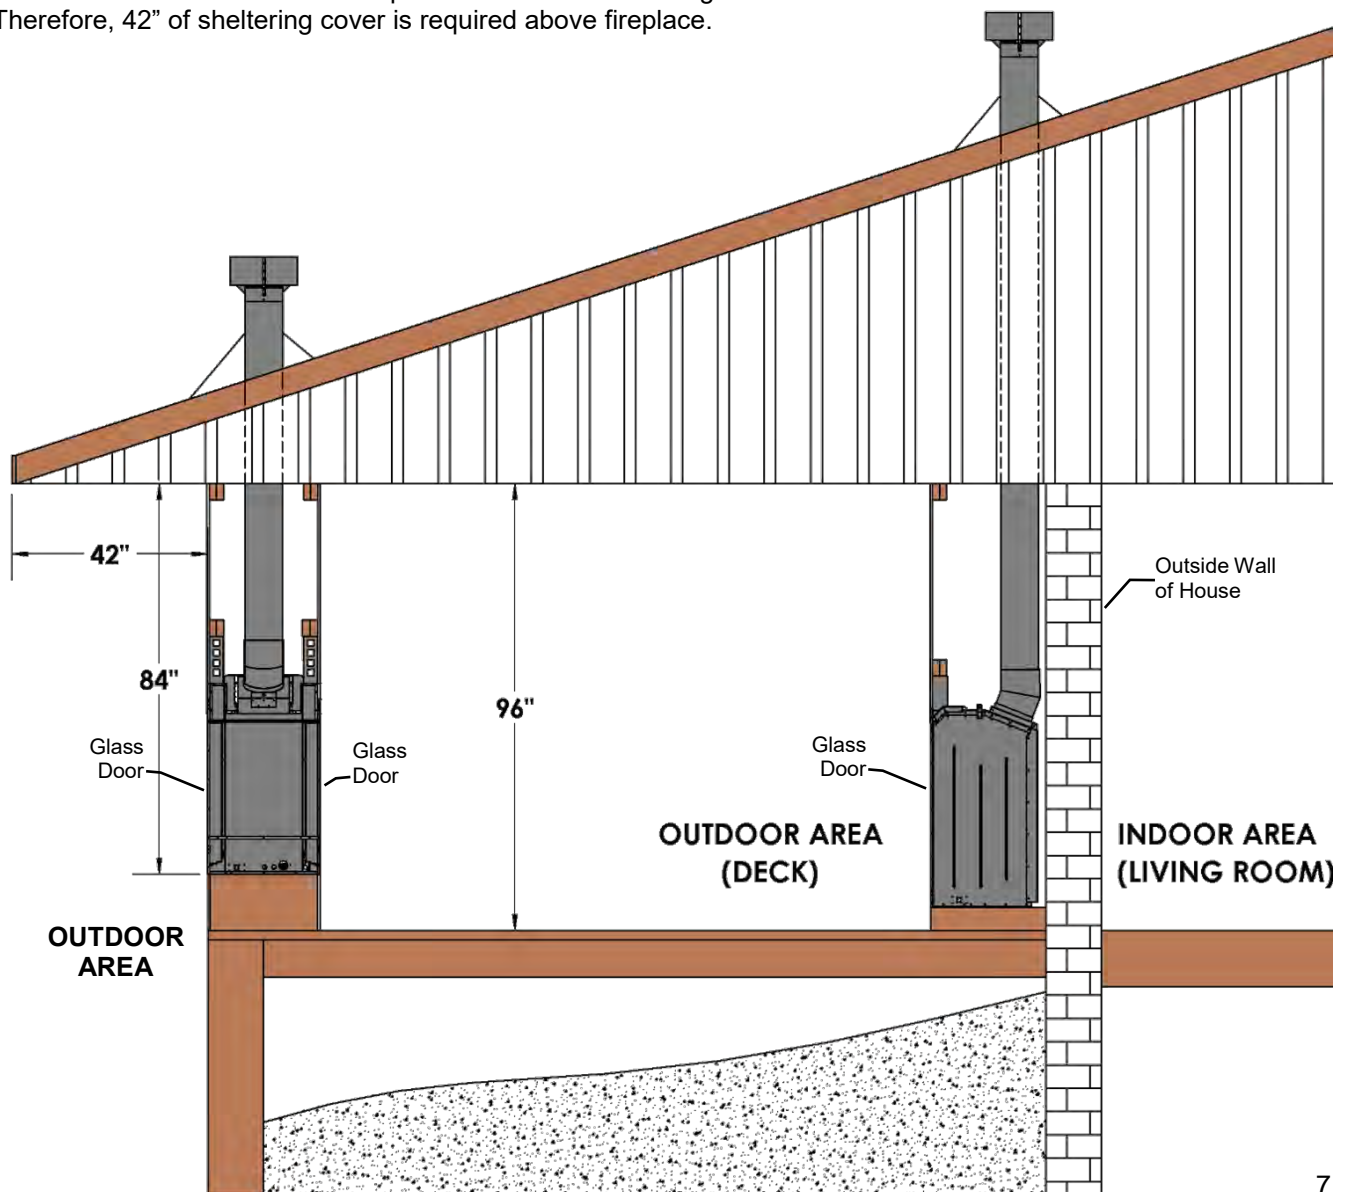 Therefore, 42” of sheltering cover is required above fireplace.
42"
Outside Wall
of House
84"
96"
Glass
Door
Glass
Door
Glass
Door
OUTDOOR AREA
(DECK)
INDOOR AREA
(LIVING ROOM)
OUTDOOR
AREA
7